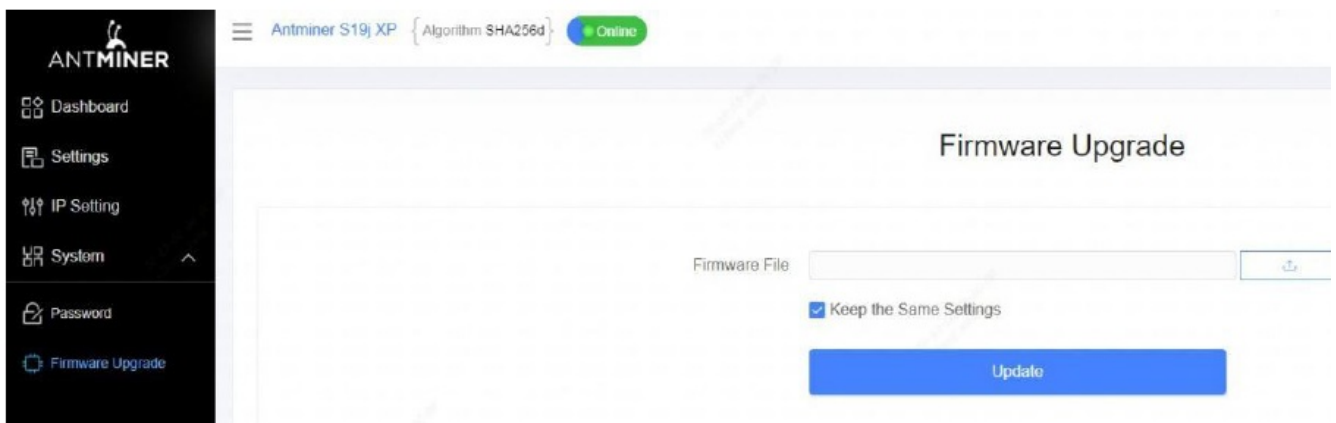 ANTMINER
Dashboard
Settings
IP Setting
System
Password
Firmware Upgrade
Antminer S19j XP {Algorithm SHA256d} Online
Firmware Upgrade
Firmware File
Keep the Same Settings
Update